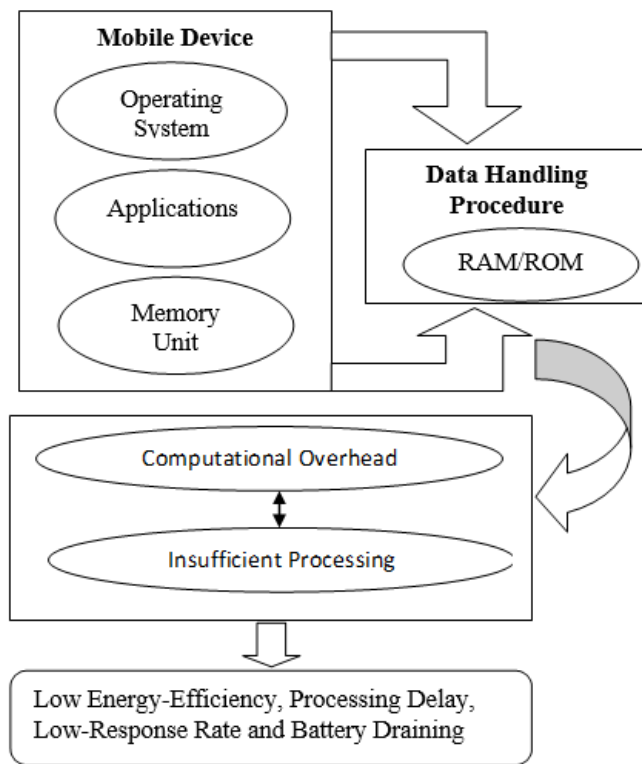 Mobile Device
Operating
System
Applications
Memory
Unit
Data Handling
Procedure
RAM/ROM
Computational Overhead
Insufficient Processing
Low Energy-Efficiency, Processing Delay,
Low-Response Rate and Battery Draining